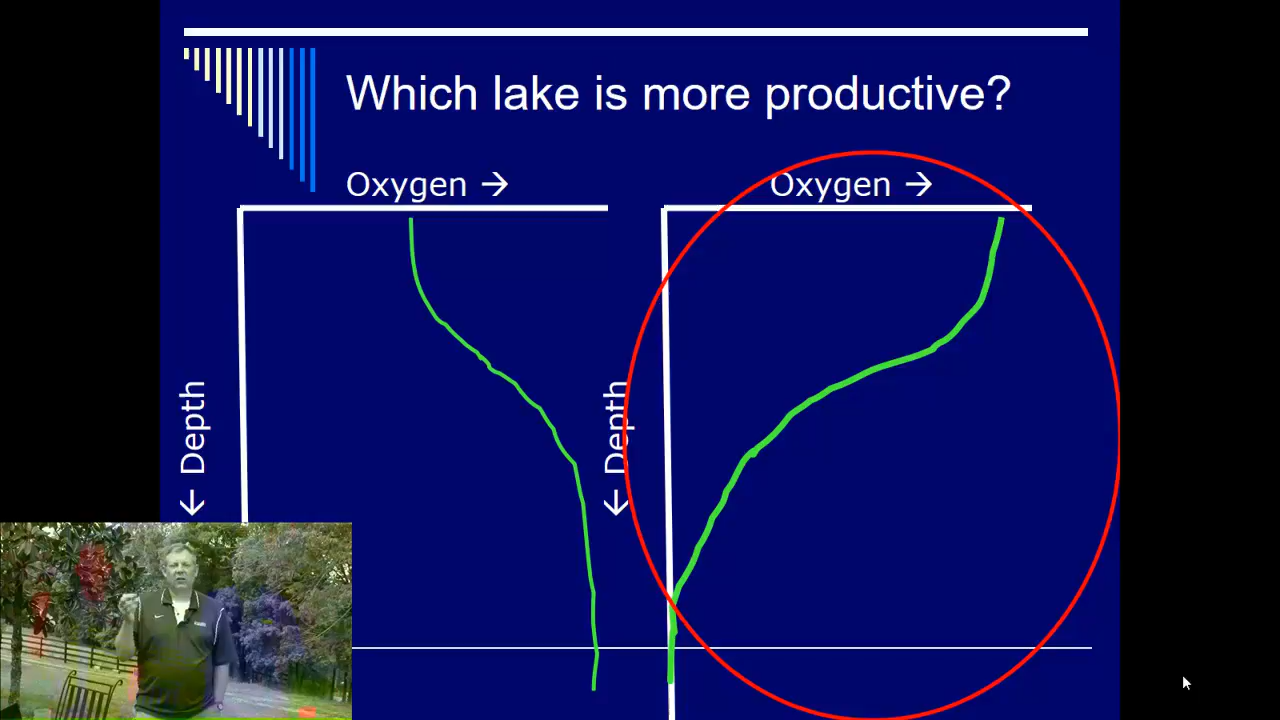 Which lake is more productive?
Oxygen →
Oxygen →
← Depth
← Depth